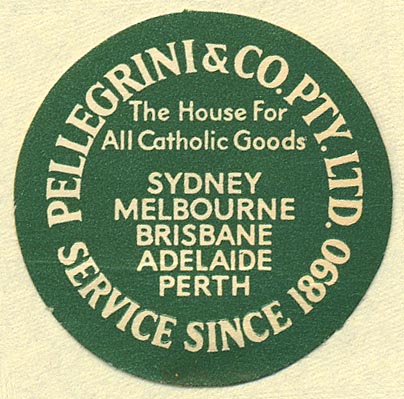 PELLEGRINI & CO. PTY. LTD.
The House For
All Catholic Goods
SYDNEY
MELBOURNE
BRISBANE
ADELAIDE
PERTH
SERVICE SINCE 1890